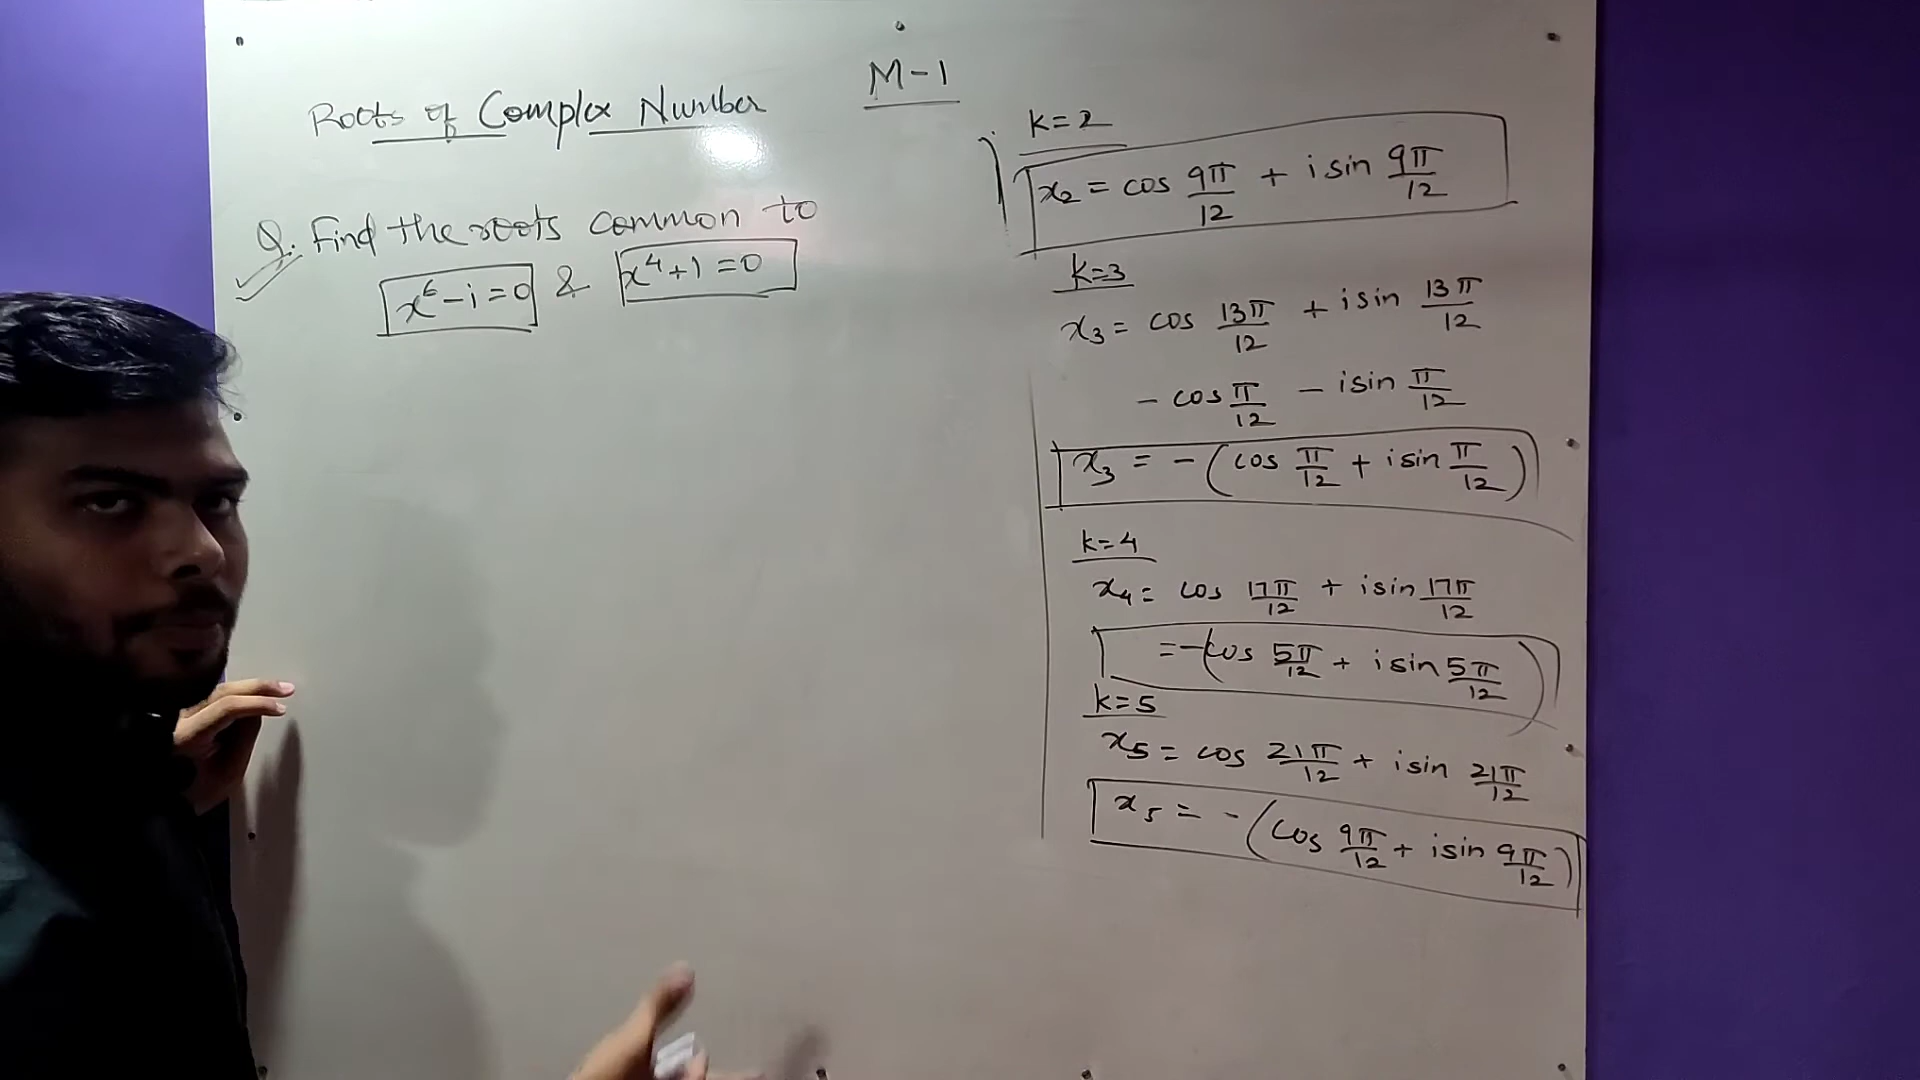 Roots of Complex Number
M-1
Q. Find the roots common to
x⁶ - i = 0 & x⁴ + 1 = 0
k=2
x₂ = cos 9π/12 + i sin 9π/12
k=3
x₃ = cos 13π/12 + i sin 13π/12
- cos π/12 - i sin π/12
x₃ = - (cos π/12 + i sin π/12)
k=4
x₄ = cos 17π/12 + i sin 17π/12
= -(cos 5π/12 + i sin 5π/12)
k=5
x₅ = cos 21π/12 + i sin 21π/12
x₅ = - (cos 9π/12 + i sin 9π/12)